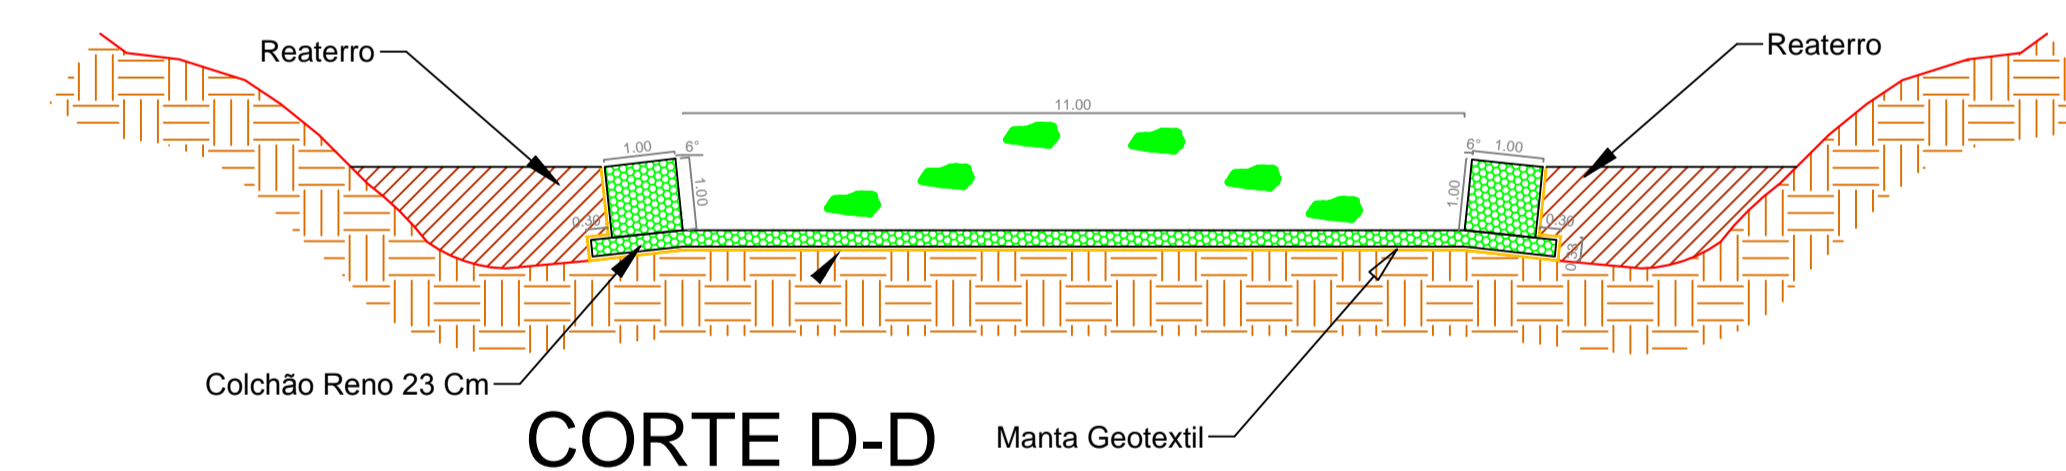 Reaterro
Reaterro
11.00
1.00
6°
1.00
0.30
6°
1.00
1.00
0.30
Colchão Reno 23 Cm
CORTE D-D
Manta Geotextil